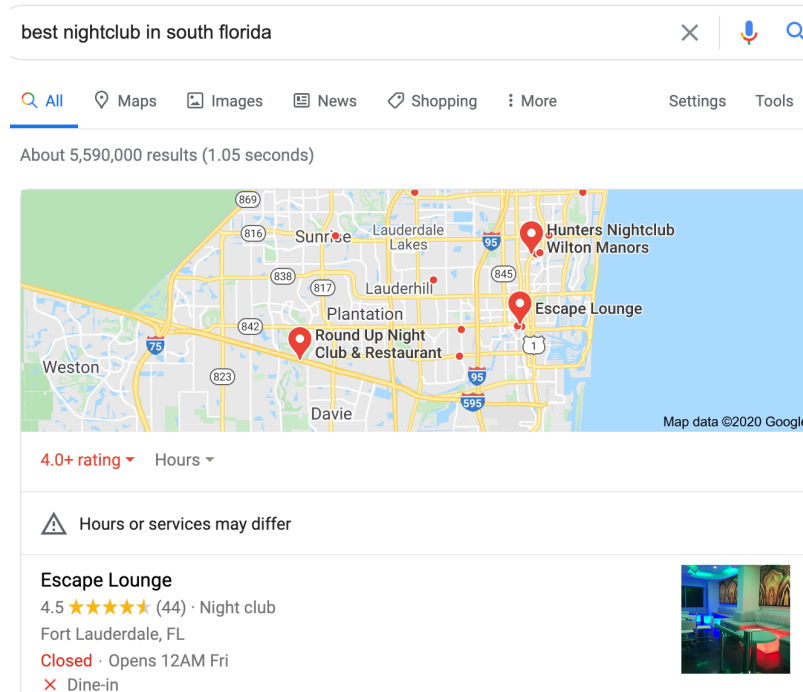 best nightclub in south florida
All Maps Images News Shopping More Settings Tools
About 5,590,000 results (1.05 seconds)
869
816
Sunrise
Lauderdale
Lakes
95
Hunters Nightclub
Wilton Manors
838
817
Lauderhill
845
Plantation
Escape Lounge
842
Round Up Night
Club & Restaurant
75
1
Weston
823
95
595
Davie
Map data ©2020 Google
4.0+ rating Hours
Hours or services may differ
Escape Lounge
4.5 (44) · Night club
Fort Lauderdale, FL
Closed · Opens 12AM Fri
Dine-in